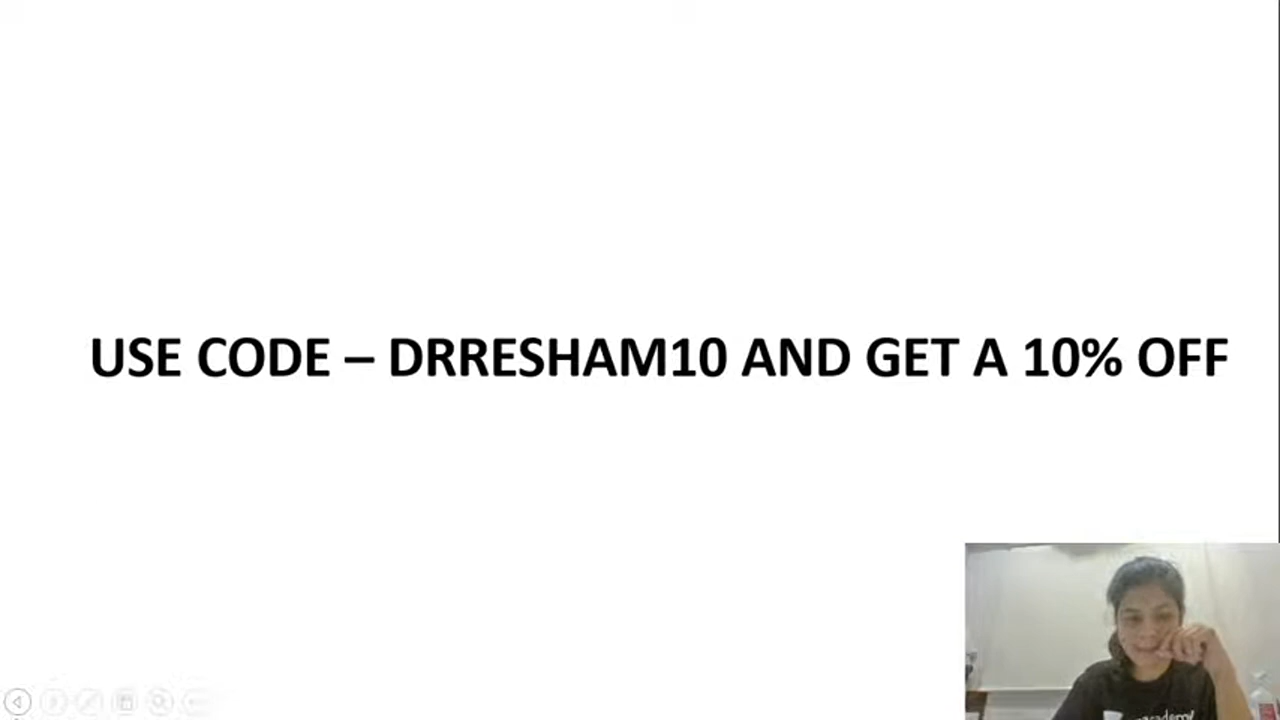 USE CODE – DRRESHAM10 AND GET A 10% OFF